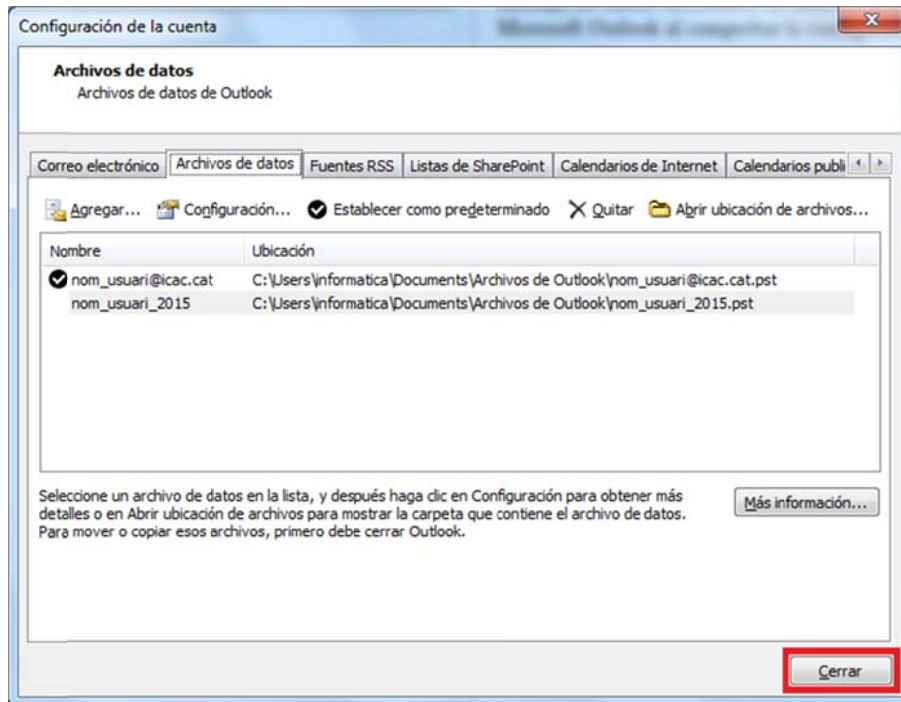 Configuración de la cuenta
Archivos de datos
Archivos de datos de Outlook
Correo electrónico Archivos de datos Fuentes RSS Listas de SharePoint Calendarios de Internet Calendarios publi
Agregar... Configuración... Establecer como predeterminado Quitar Abrir ubicación de archivos...
Nombre Ubicación
nom_usuari@icac.cat C:\Users\informatica\Documents\Archivos de Outlook\nom_usuari@icac.cat.pst
nom_usuari_2015 C:\Users\informatica\Documents\Archivos de Outlook\nom_usuari_2015.pst
Seleccione un archivo de datos en la lista, y después haga clic en Configuración para obtener más
detalles o en Abrir ubicación de archivos para mostrar la carpeta que contiene el archivo de datos.
Para mover o copiar esos archivos, primero debe cerrar Outlook.
Más información...
Cerrar